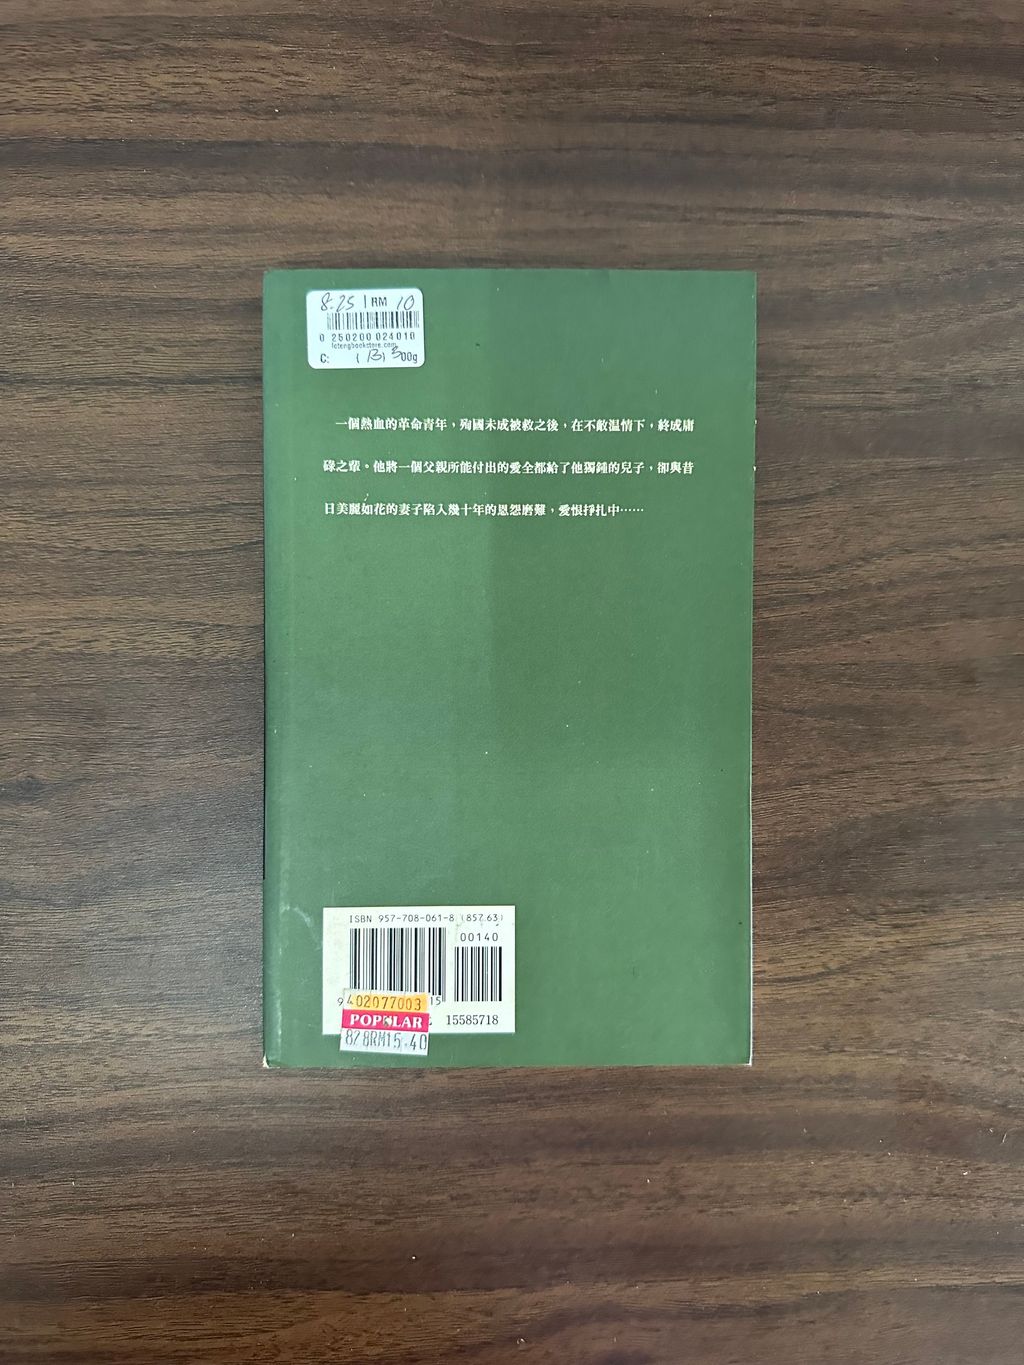 8.25 RM 10
0 250200 024010
lotengbookstore.com
C: (B) 300g
一個熱血的革命青年，殉國未成被救之後，在不敵溫情下，終成庸
碌之輩。他將一個父親所能付出的愛全都給了他獨鍾的兒子，卻與昔
日美麗如花的妻子陷入幾十年的恩怨磨難，愛恨掙扎中……
ISBN 957-708-061-8 (857.63)
00140
9
15
402077003
POPULAR
15585718
828RM15.40